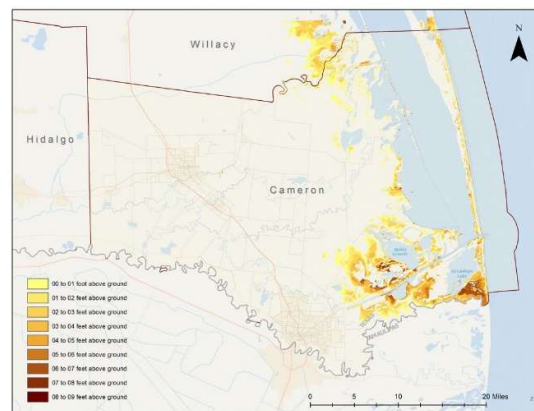 Willacy
N
Hidalgo
Cameron
00 to 01 foot above ground
01 to 02 feet above ground
02 to 03 feet above ground
03 to 04 feet above ground
04 to 05 feet above ground
05 to 06 feet above ground
06 to 07 feet above ground
07 to 08 feet above ground
08 to 09 feet above ground
TAMAULIPAS
0 5 10 20 Miles